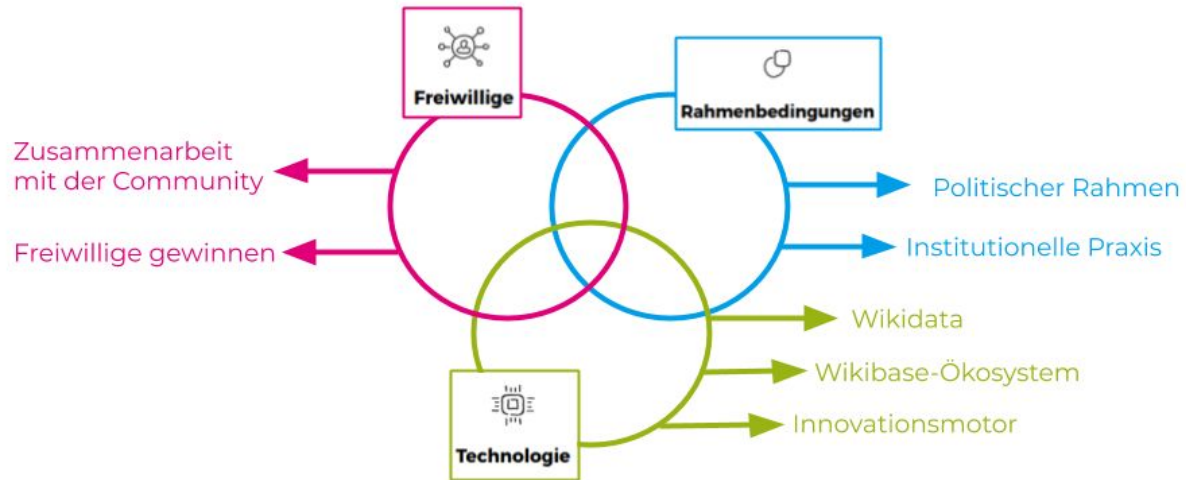 Freiwillige
Rahmenbedingungen
Zusammenarbeit
mit der Community
Freiwillige gewinnen
Politischer Rahmen
Institutionelle Praxis
Wikidata
Wikibase-Ökosystem
Innovationsmotor
Technologie